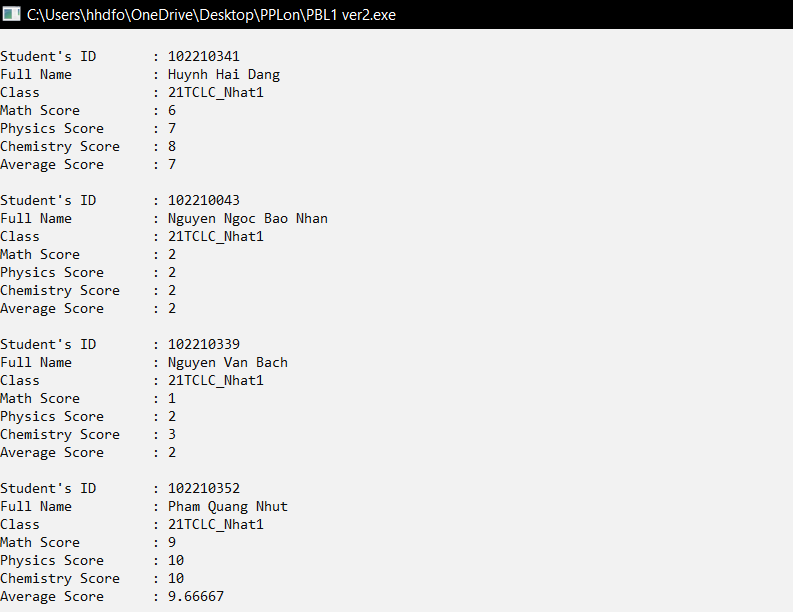 C:\Users\hhdfo\OneDrive\Desktop\PPLon\PBL1 ver2.exe
Student's ID : 102210341
Full Name : Huynh Hai Dang
Class : 21TCLC_Nhat1
Math Score : 6
Physics Score : 7
Chemistry Score : 8
Average Score : 7
Student's ID : 102210043
Full Name : Nguyen Ngoc Bao Nhan
Class : 21TCLC_Nhat1
Math Score : 2
Physics Score : 2
Chemistry Score : 2
Average Score : 2
Student's ID : 102210339
Full Name : Nguyen Van Bach
Class : 21TCLC_Nhat1
Math Score : 1
Physics Score : 2
Chemistry Score : 3
Average Score : 2
Student's ID : 102210352
Full Name : Pham Quang Nhut
Class : 21TCLC_Nhat1
Math Score : 9
Physics Score : 10
Chemistry Score : 10
Average Score : 9.66667